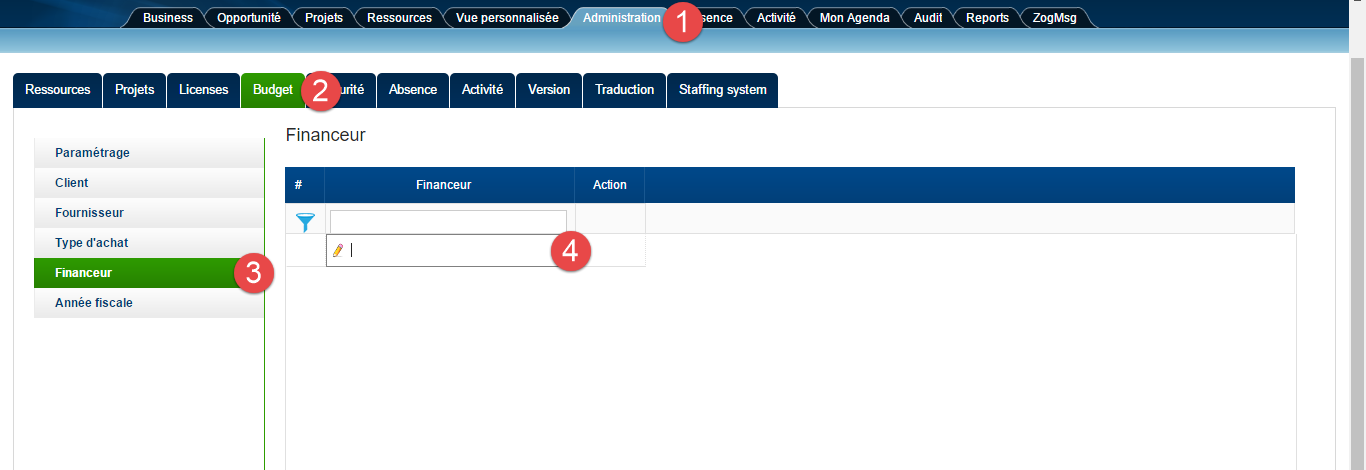 Business Opportunité Projets Ressources Vue personnalisée Administration 1 sence Activité Mon Agenda Audit Reports ZogMsg
Ressources Projets Licenses Budget 2 urité Absence Activité Version Traduction Staffing system
Paramétrage
Client
Fournisseur
Type d'achat
Financeur 3
Année fiscale
Financeur
# Financeur Action
4